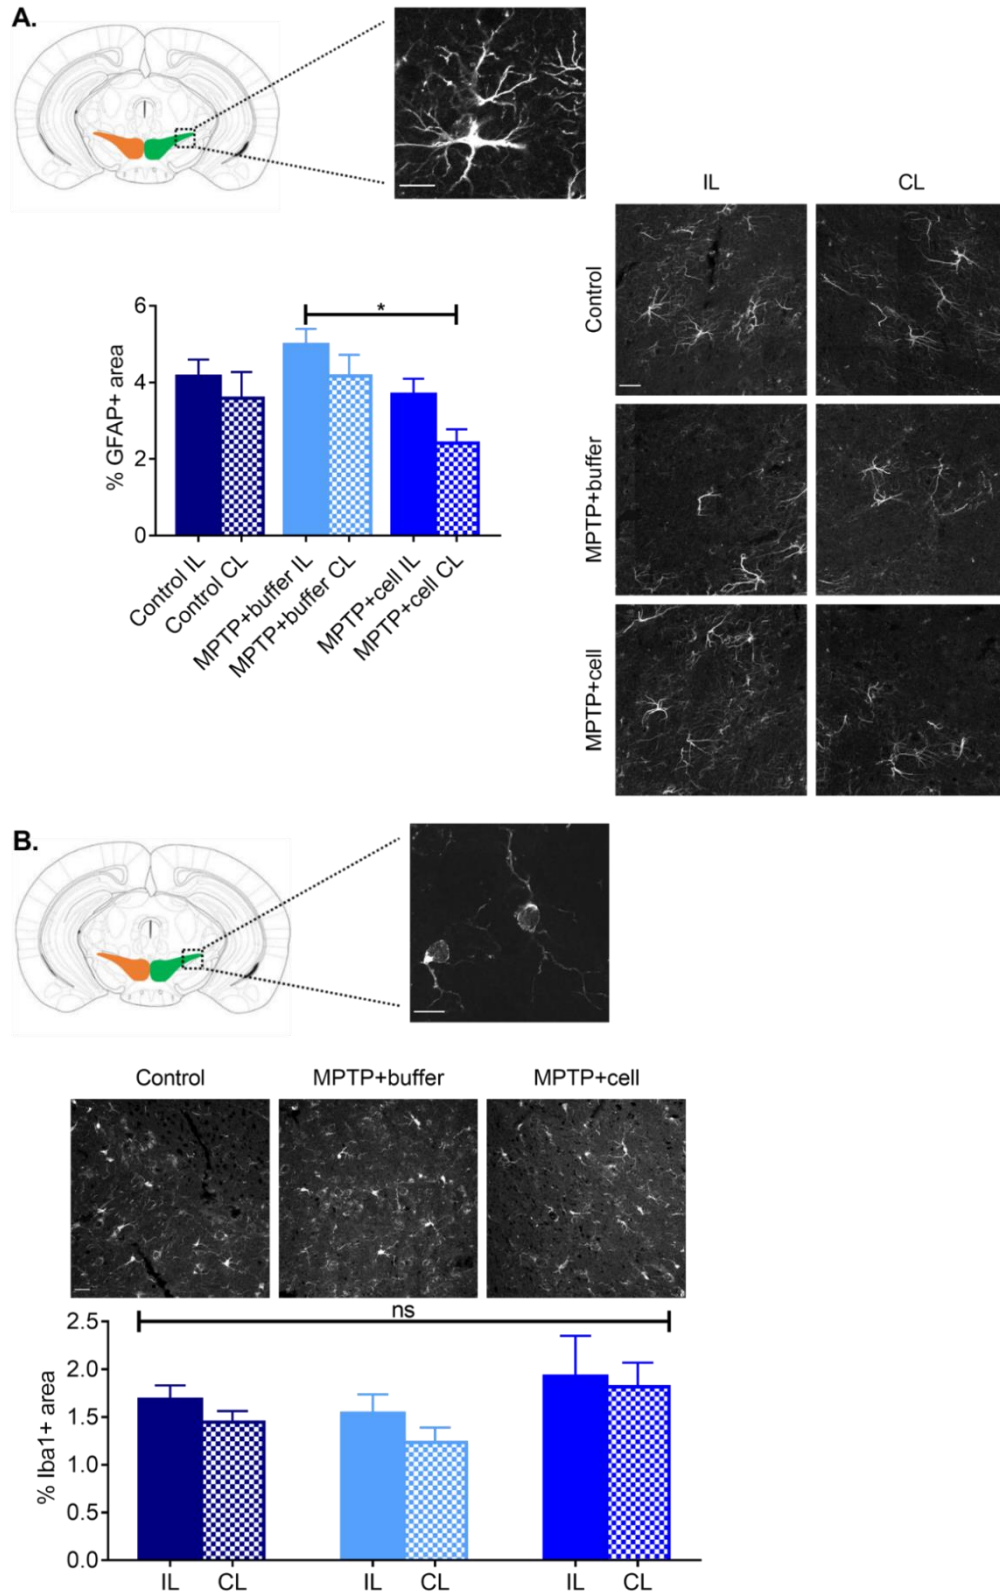 A.
IL CL
Control
MPTP+buffer
MPTP+cell
% GFAP+ area
6
4
2
0
*
Control IL
Control CL
MPTP+buffer IL
MPTP+buffer CL
MPTP+cell IL
MPTP+cell CL
B.
Control MPTP+buffer MPTP+cell
% Iba1+ area
ns
2.5
2.0
1.5
1.0
0.5
0.0
IL CL IL CL IL CL